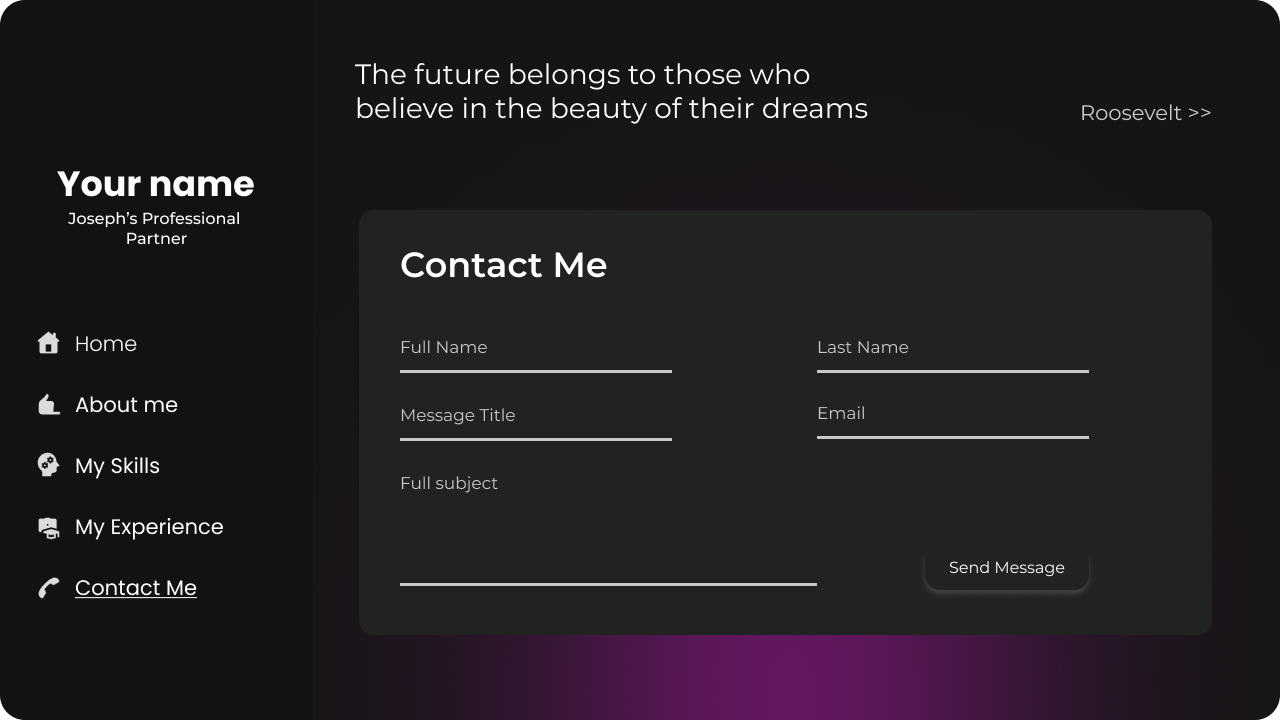 The future belongs to those who
believe in the beauty of their dreams
Roosevelt >>
Your name
Joseph’s Professional
Partner
Home
About me
My Skills
My Experience
Contact Me
Contact Me
Full Name
Last Name
Message Title
Email
Full subject
Send Message